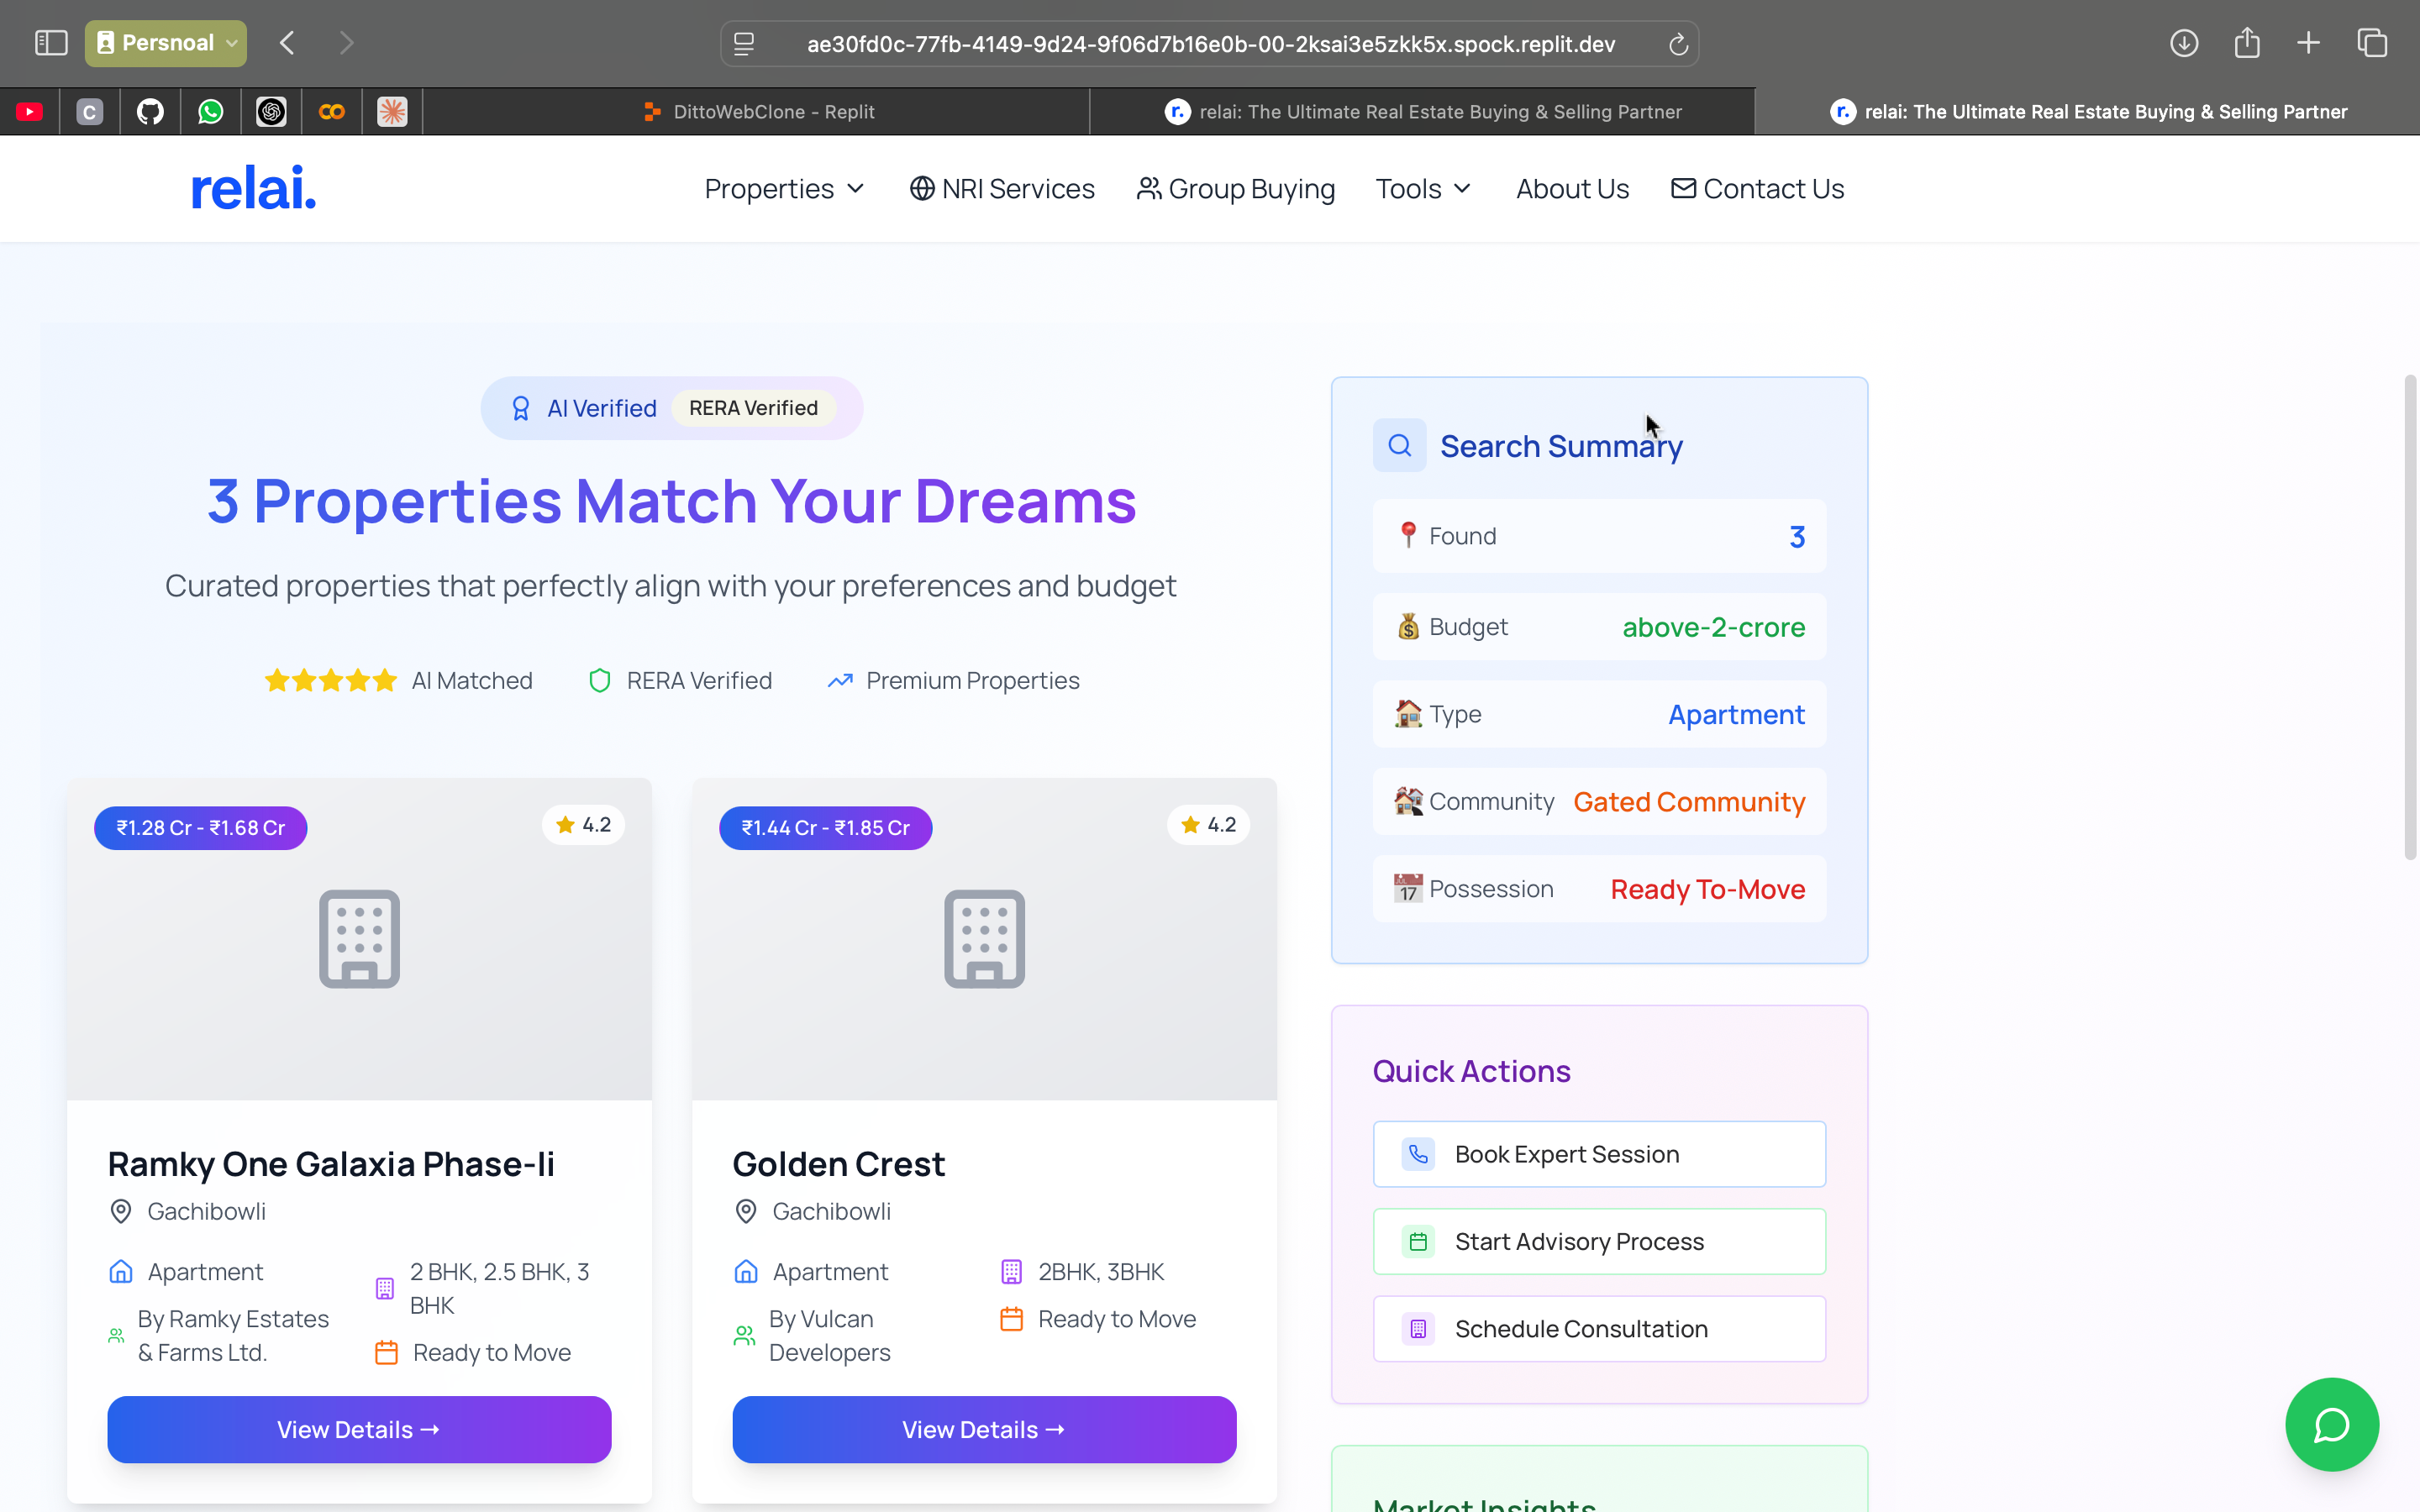 Persnoal
ae30fd0c-77fb-4149-9d24-9f06d7b16e0b-00-2ksai3e5zkk5x.spock.replit.dev
C
DittoWebClone - Replit
r. relai: The Ultimate Real Estate Buying & Selling Partner
r. relai: The Ultimate Real Estate Buying & Selling Partner
relai.
Properties
NRI Services
Group Buying
Tools
About Us
Contact Us
AI Verified
RERA Verified
3 Properties Match Your Dreams
Curated properties that perfectly align with your preferences and budget
AI Matched
RERA Verified
Premium Properties
₹1.28 Cr - ₹1.68 Cr
4.2
Ramky One Galaxia Phase-Ii
Gachibowli
Apartment
2 BHK, 2.5 BHK, 3
BHK
By Ramky Estates
& Farms Ltd.
Ready to Move
View Details →
₹1.44 Cr - ₹1.85 Cr
4.2
Golden Crest
Gachibowli
Apartment
2BHK, 3BHK
By Vulcan
Developers
Ready to Move
View Details →
Search Summary
Found 3
Budget above-2-crore
Type Apartment
Community Gated Community
17 Possession Ready To-Move
Quick Actions
Book Expert Session
Start Advisory Process
Schedule Consultation
Market Insights